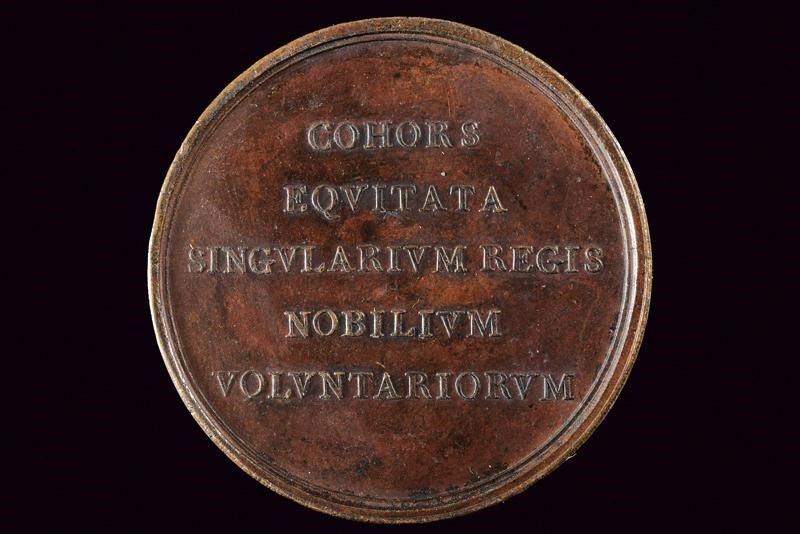 COHORS
EQVITATA
SINGVLARIVM REGIS
NOBILIVM
VOLVNTARIORVM